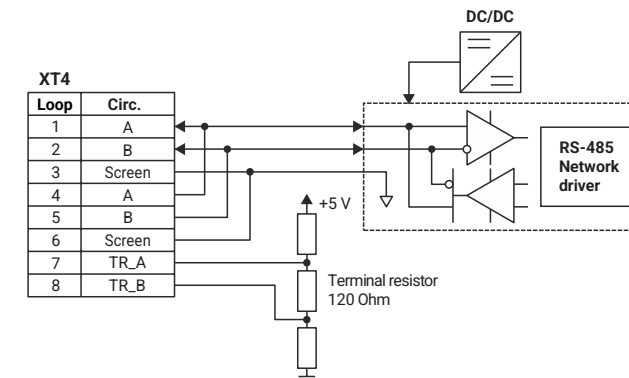 DC/DC
XT4
Loop Circ.
1 A
2 B
3 Screen
4 A
5 B
6 Screen
7 TR_A
8 TR_B
+5 V
Terminal resistor
120 Ohm
RS-485
Network
driver